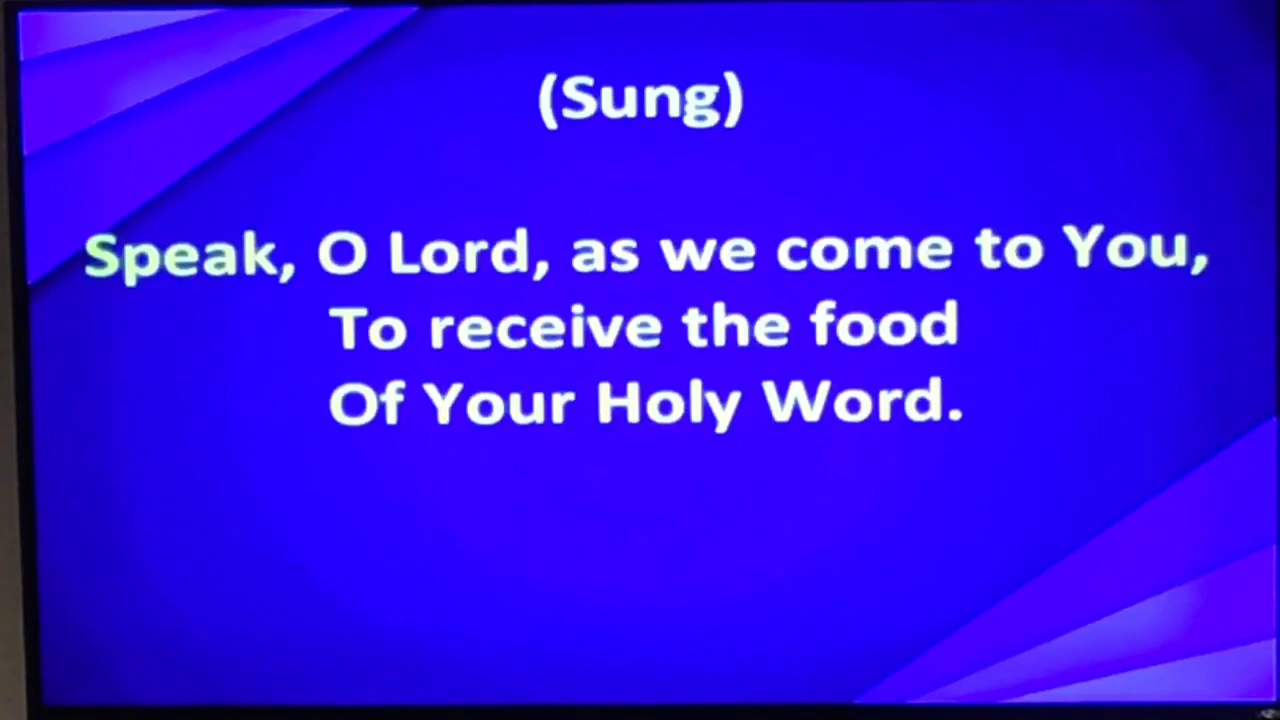 (Sung)
Speak, O Lord, as we come to You,
To receive the food
Of Your Holy Word.